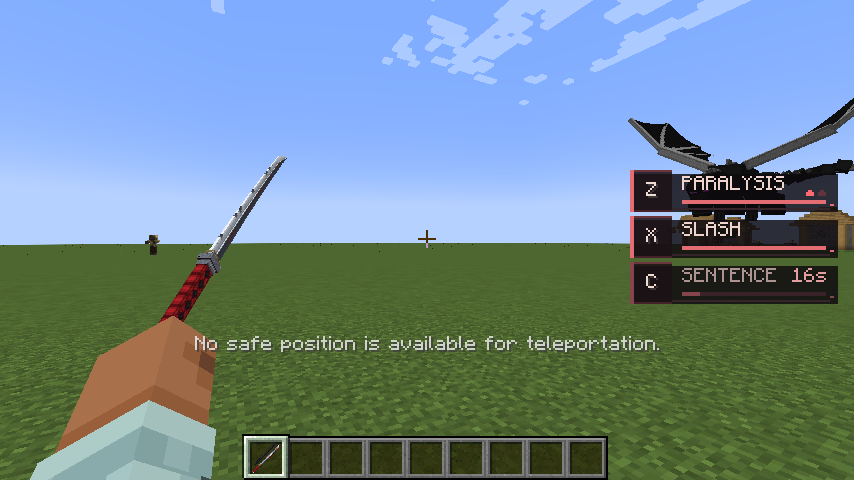 Z PARALYSIS
X SLASH
C SENTENCE 16s
No safe position is available for teleportation.